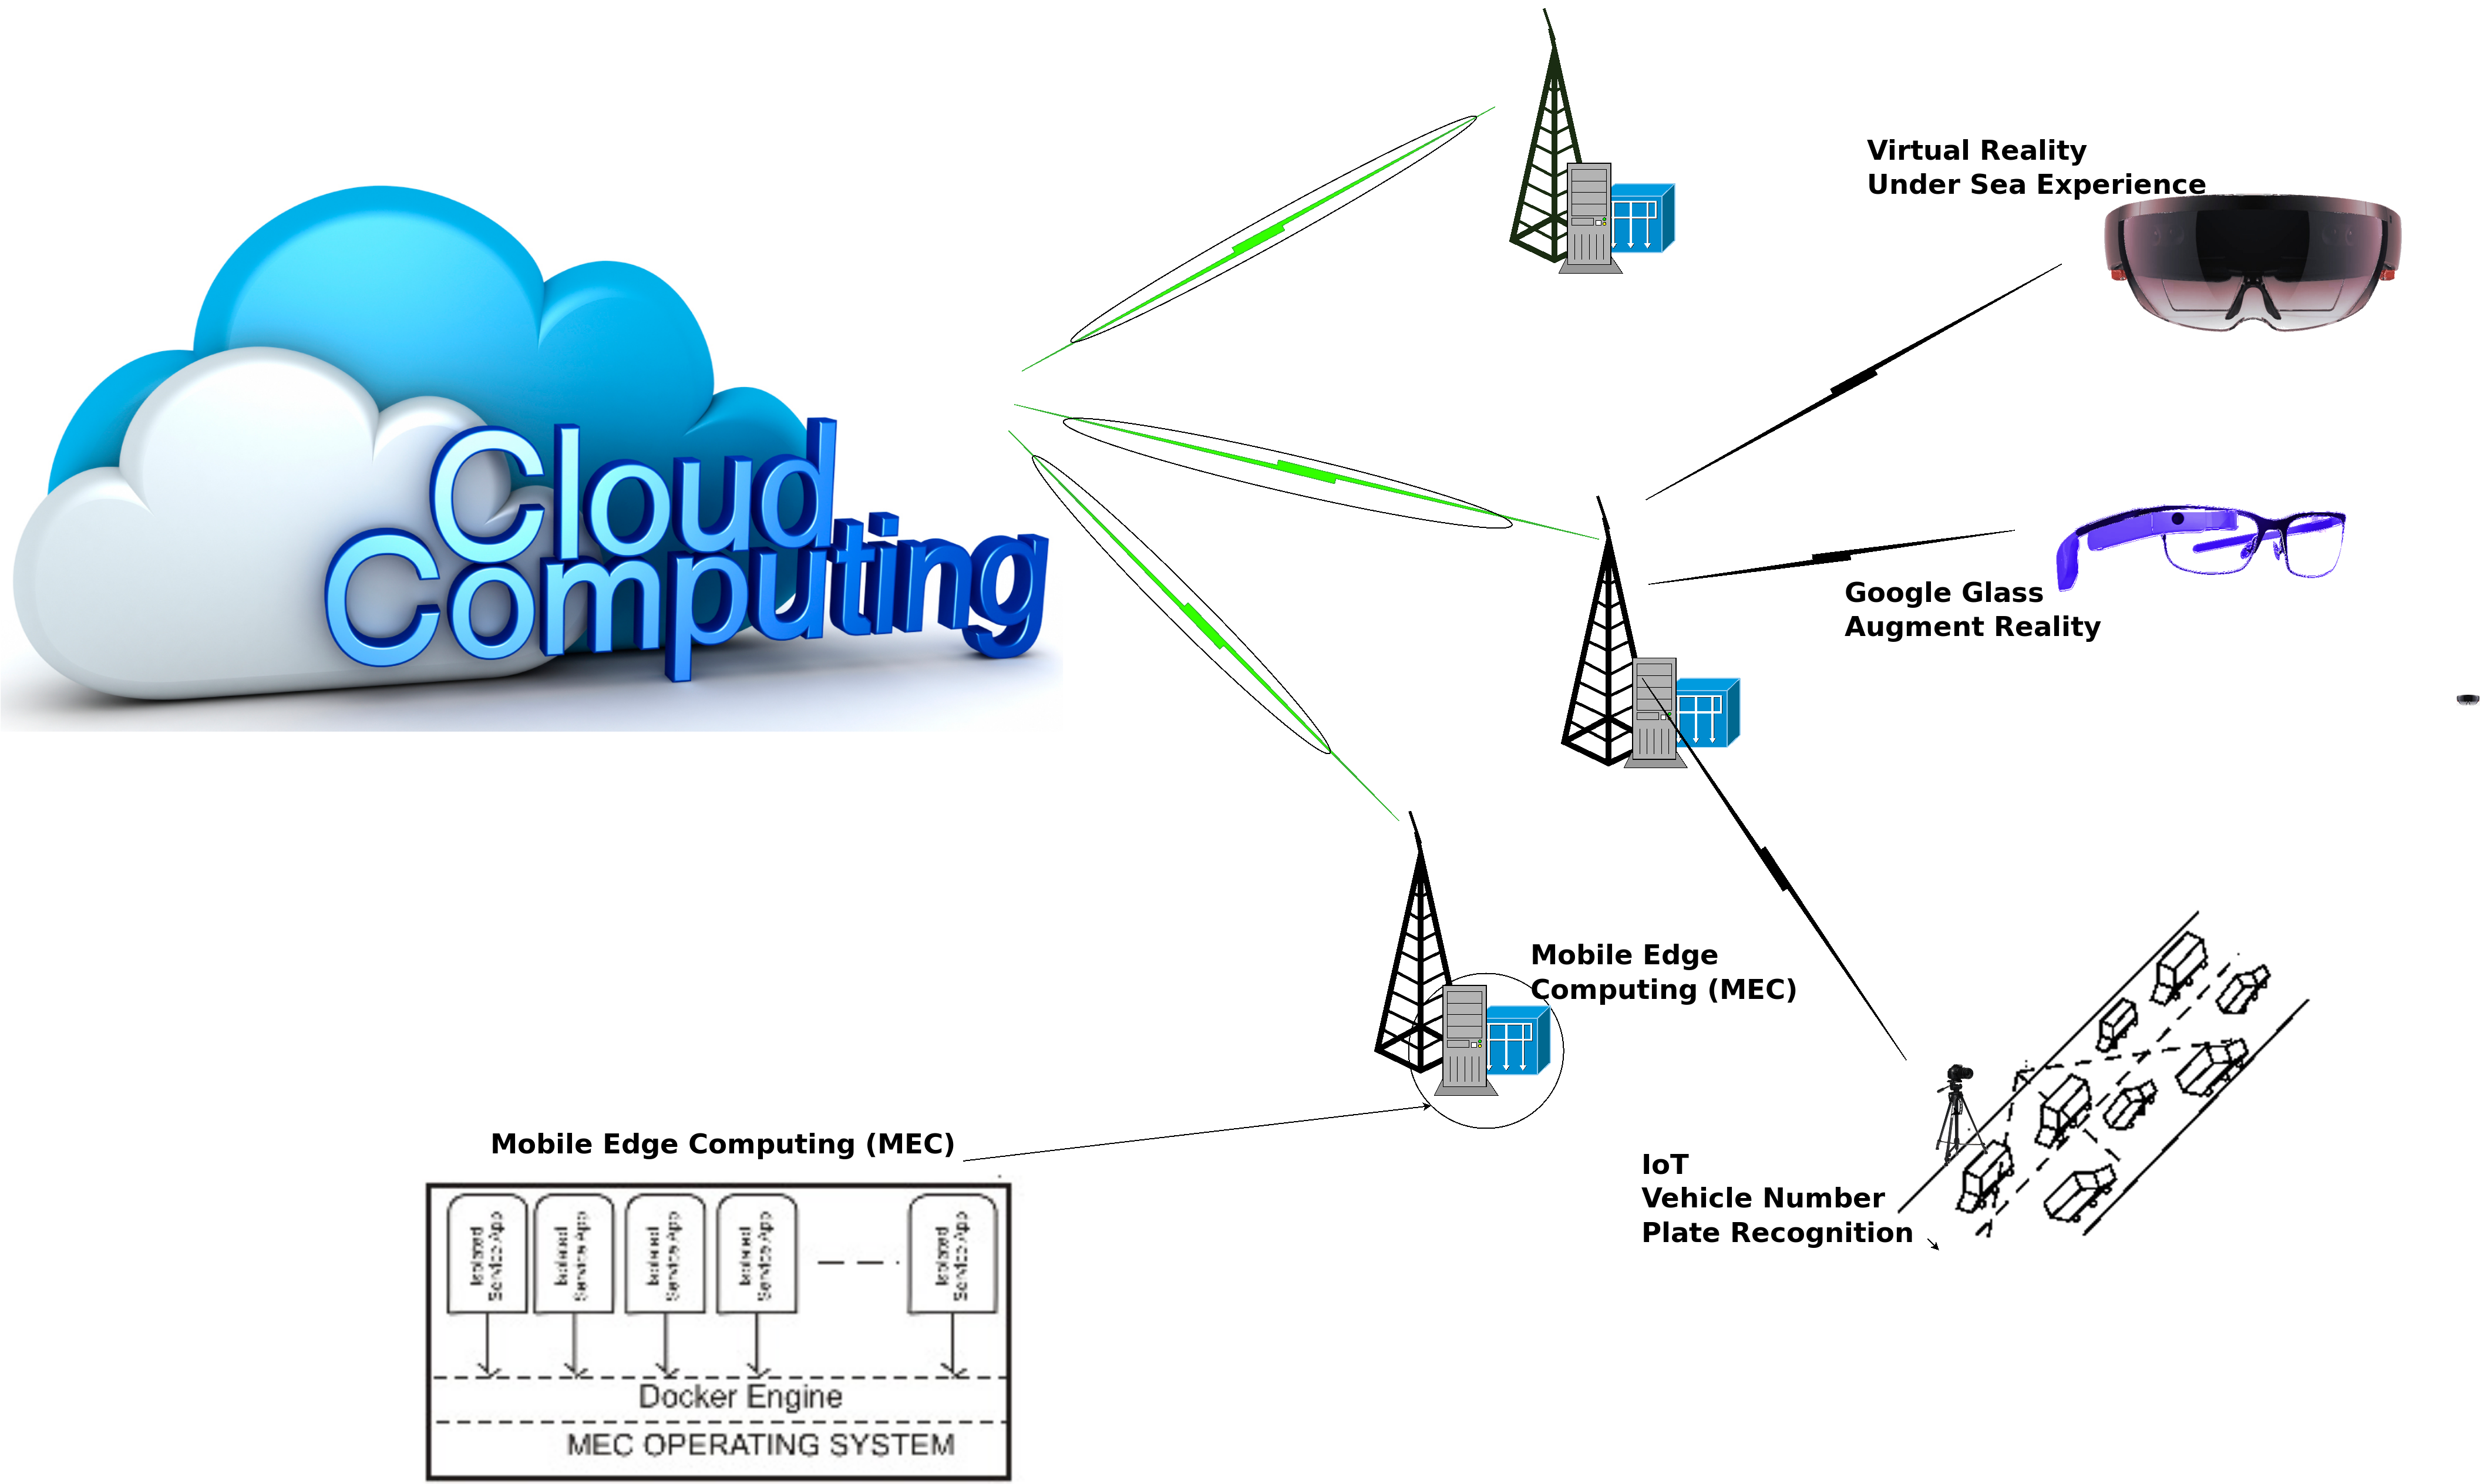 Cloud
Computing
Virtual Reality
Under Sea Experience
Google Glass
Augment Reality
Mobile Edge
Computing (MEC)
IoT
Vehicle Number
Plate Recognition
Mobile Edge Computing (MEC)
Isolated
Service App
Isolated
Service App
Isolated
Service App
Isolated
Service App
Isolated
Service App
Docker Engine
MEC OPERATING SYSTEM